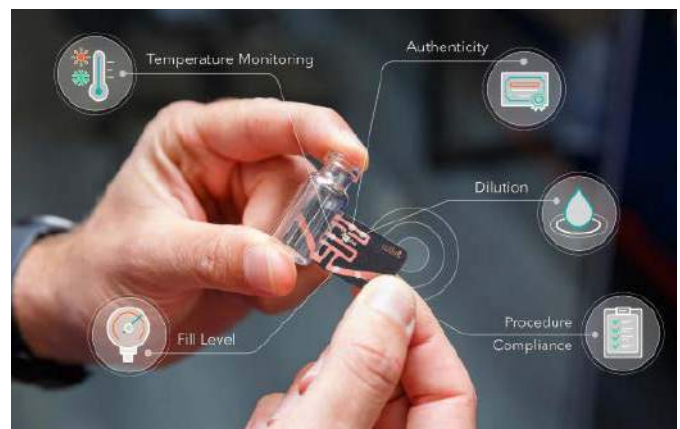 Temperature Monitoring
Authenticity
Dilution
Fill Level
Procedure
Compliance